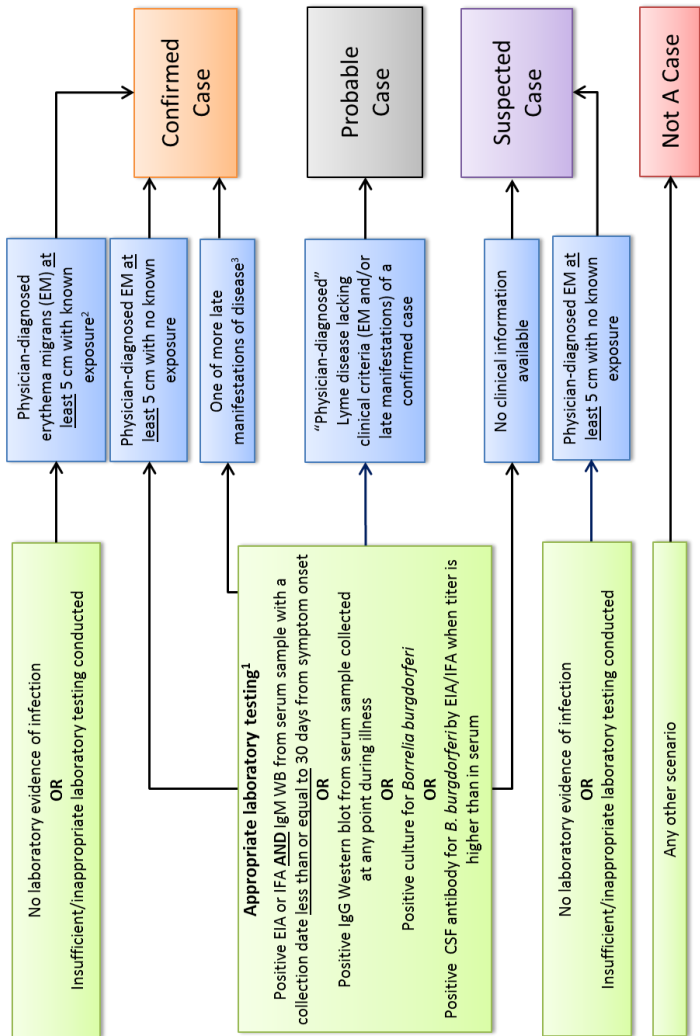 No laboratory evidence of infection
OR
Insufficient/inappropriate laboratory testing conducted
Physician-diagnosed
erythema migrans (EM) at
least 5 cm with known
exposure2
Confirmed
Case
Physician-diagnosed EM at
least 5 cm with no known
exposure
One of more late
manifestations of disease3
Appropriate laboratory testing1
Positive EIA or IFA AND IgM WB from serum sample with a
collection date less than or equal to 30 days from symptom onset
OR
Positive IgG Western blot from serum sample collected
at any point during illness
OR
Positive culture for Borrelia burgdorferi
OR
Positive CSF antibody for B. burgdorferi by EIA/IFA when titer is
higher than in serum
“Physician-diagnosed”
Lyme disease lacking
clinical criteria (EM and/or
late manifestations) of a
confirmed case
Probable
Case
No clinical information
available
Suspected
Case
No laboratory evidence of infection
OR
Insufficient/inappropriate laboratory testing conducted
Physician-diagnosed EM at
least 5 cm with no known
exposure
Any other scenario
Not A Case